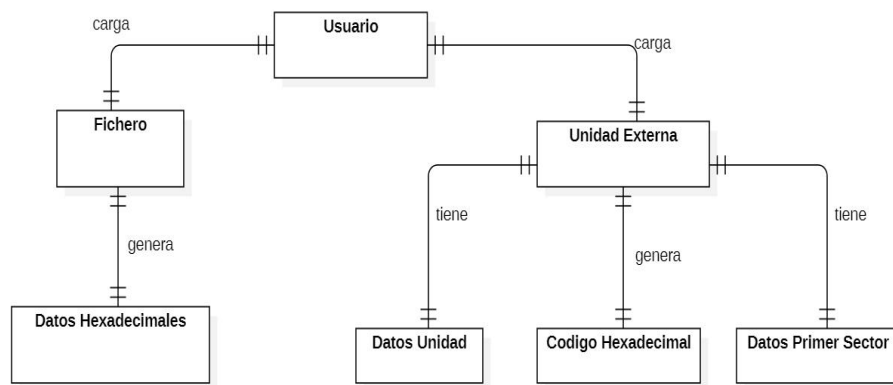 carga
Usuario
carga
Fichero
Unidad Externa
tiene
tiene
genera
genera
Datos Hexadecimales
Datos Unidad
Codigo Hexadecimal
Datos Primer Sector